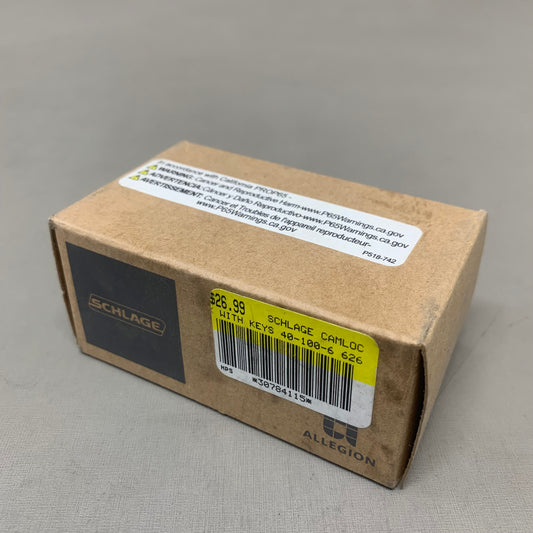 In accordance with California PROP65 -
WARNING: Cancer and Reproductive Harm-www.P65Warnings.ca.gov
ADVERTENCIA: Cáncer y Daño Reproductivo-www.P65Warnings.ca.gov
AVERTISSEMENT: Cancer et Troubles de l'appareil reproducteur-
www.P65Warnings.ca.gov
P518-742
SCHLAGE
$26.99 SCHLAGE CAMLOC
WITH KEYS 40-100-6 626
HPS *30784115*
ALLEGION